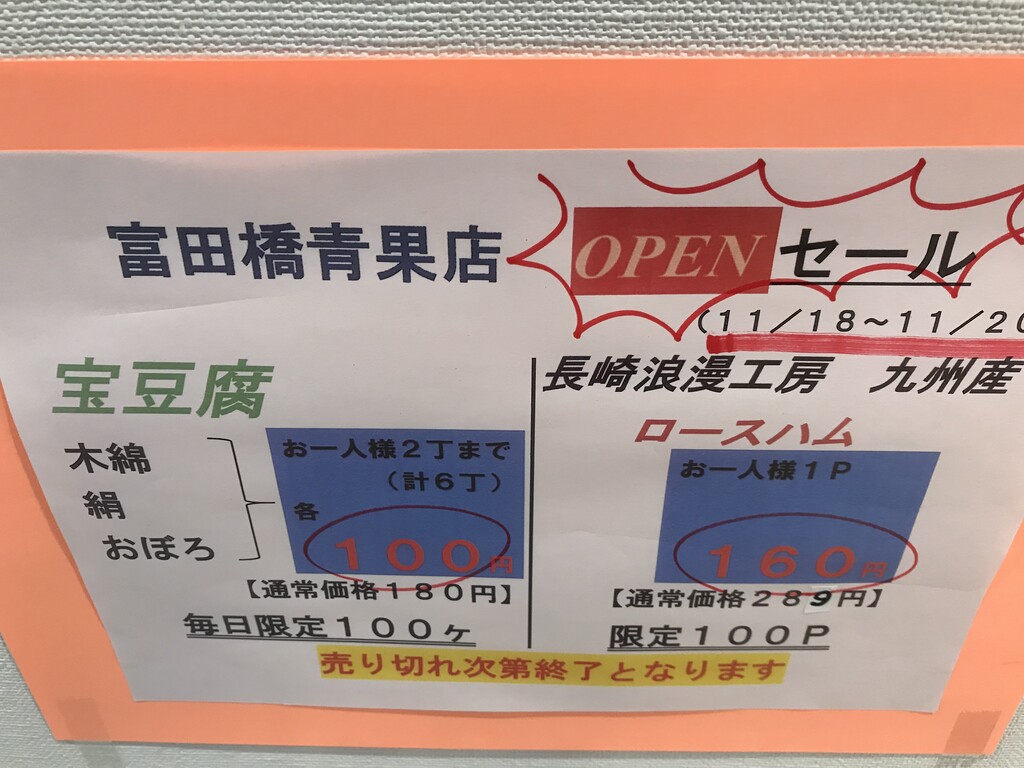 富田橋青果店
OPENセール
(11/18～11/20
宝豆腐
木綿
絹
おぼろ
お一人様2丁まで
(計6丁)
各
100円
【通常価格180円】
毎日限定100ヶ
長崎浪漫工房 九州産
ロースハム
お一人様1P
160円
【通常価格289円】
限定100P
売り切れ次第終了となります